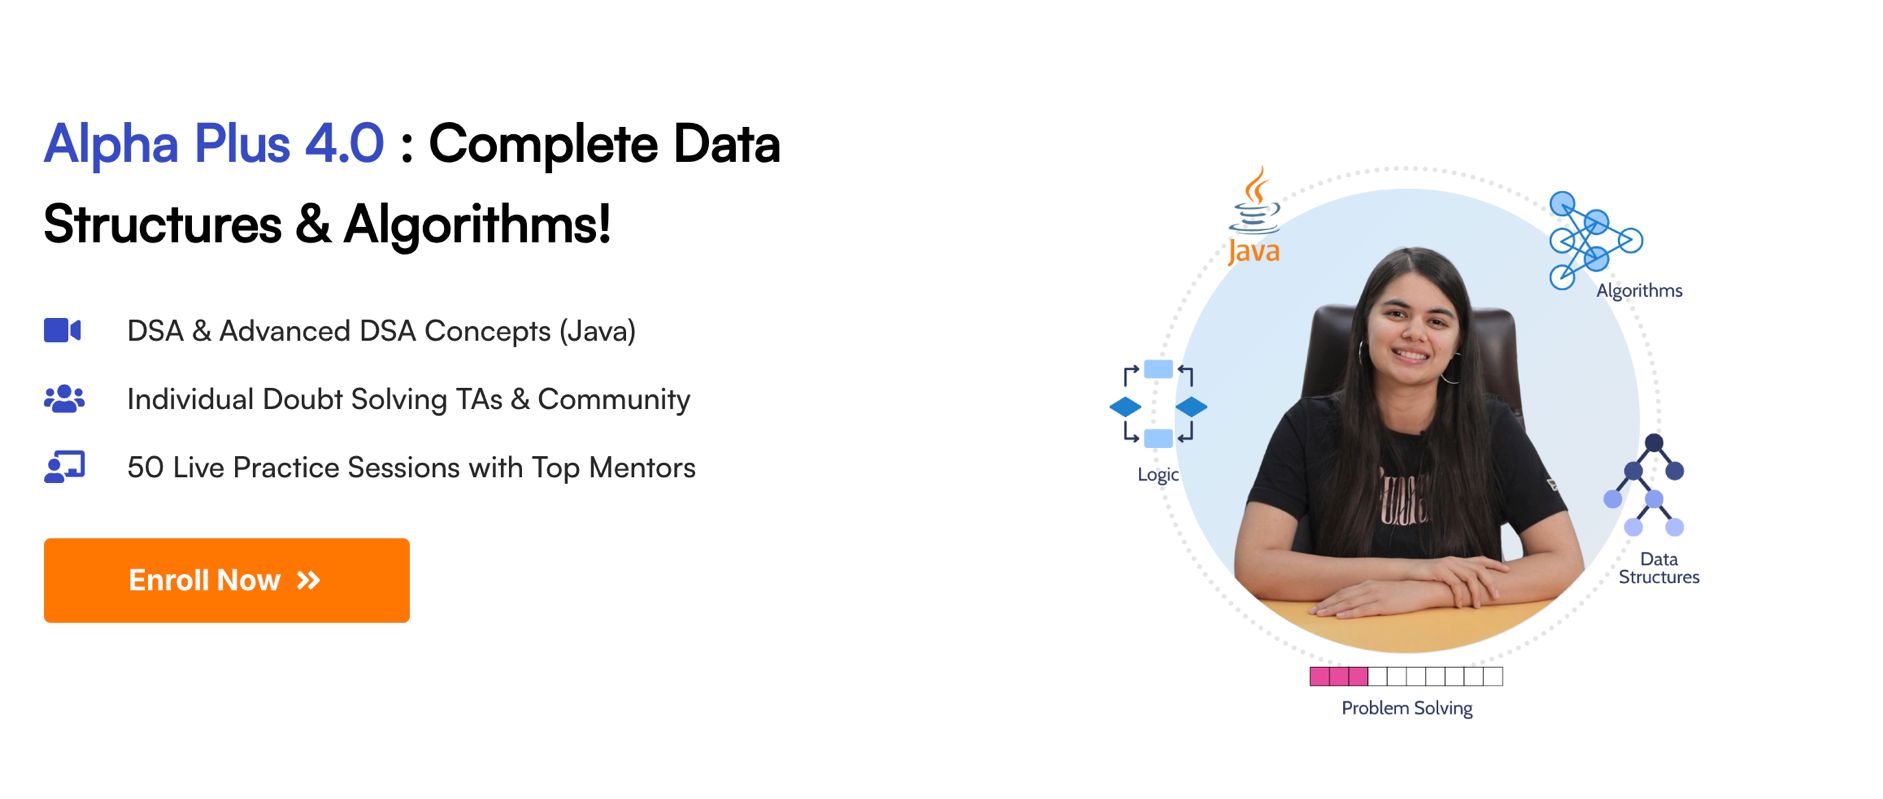 Alpha Plus 4.0 : Complete Data
Structures & Algorithms!
DSA & Advanced DSA Concepts (Java)
Individual Doubt Solving TAs & Community
50 Live Practice Sessions with Top Mentors
Enroll Now
Java
Algorithms
Logic
Data
Structures
Problem Solving